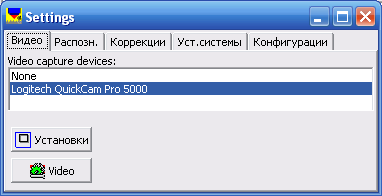 Settings
Видео Распозн. Коррекции Уст.системы Конфигурации
Video capture devices:
None
Logitech QuickCam Pro 5000
Установки
Video